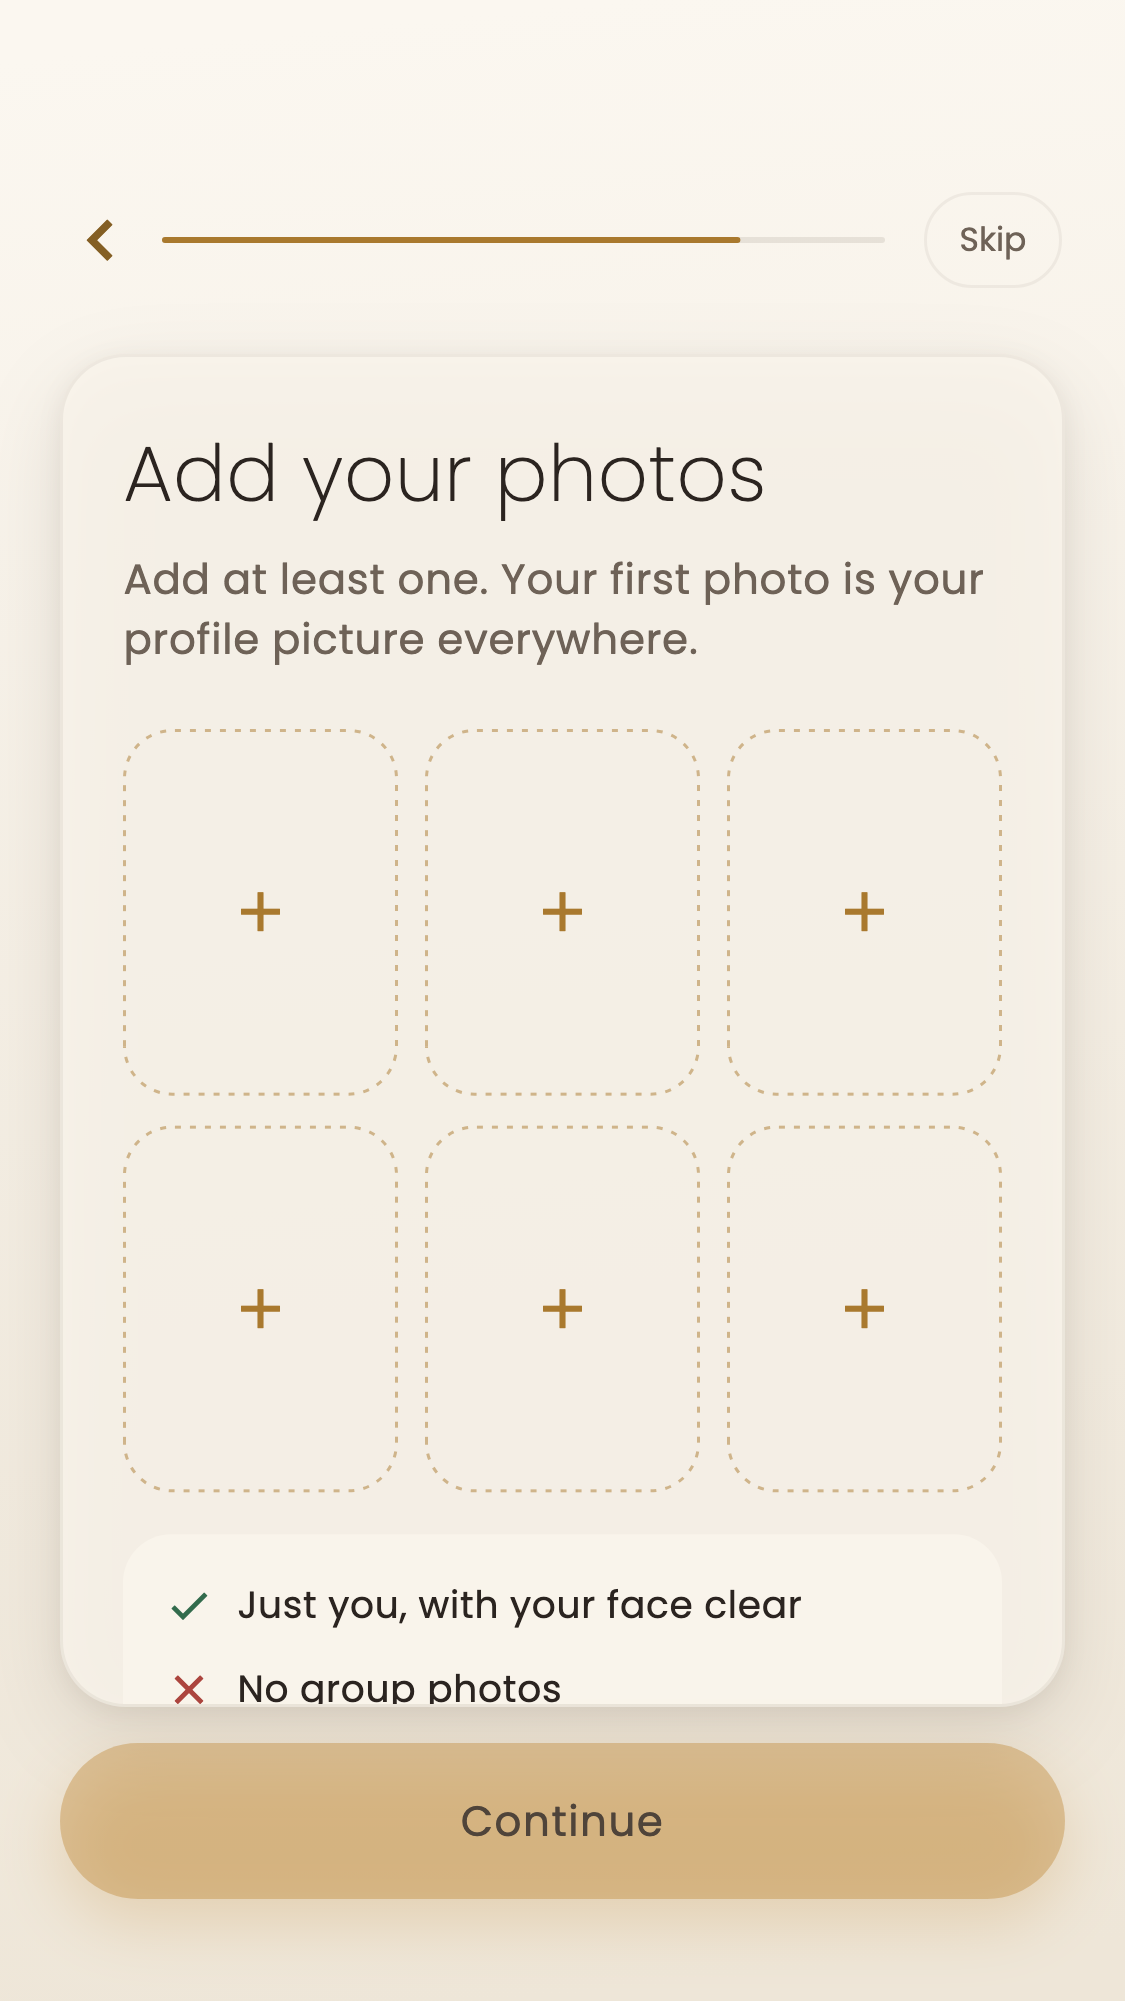 Skip
Add your photos
Add at least one. Your first photo is your
profile picture everywhere.
Just you, with your face clear
No group photos
Continue